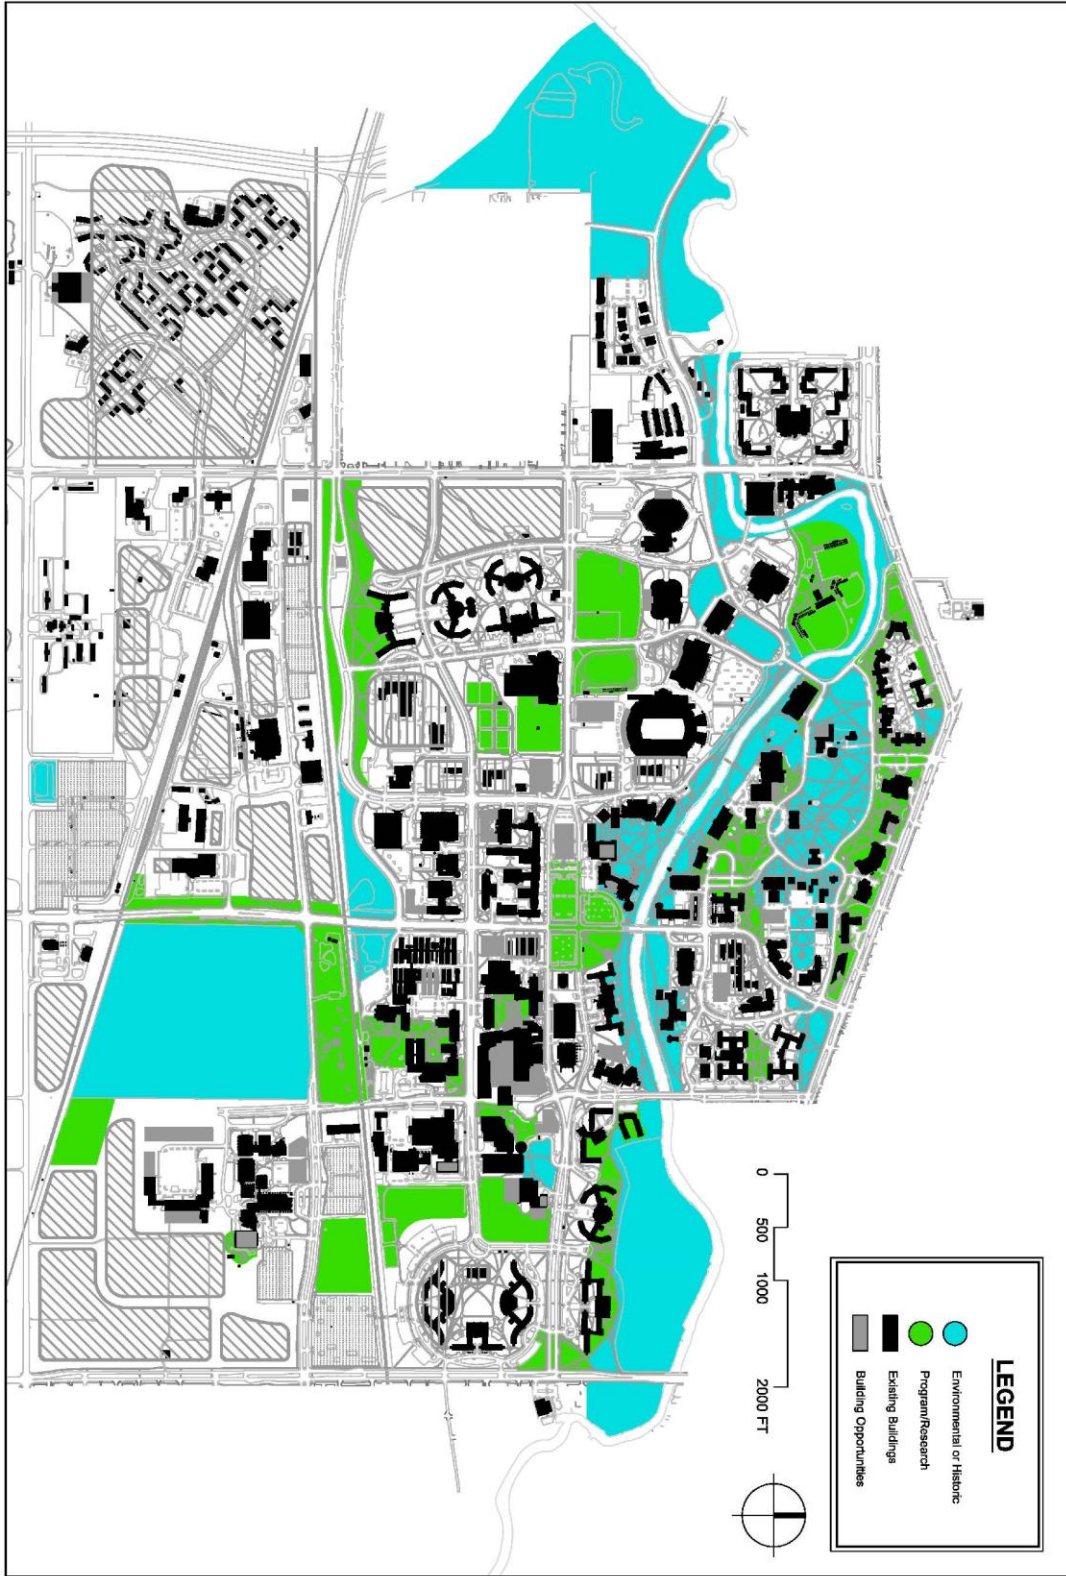 LEGEND
Environmental or Historic
Program/Research
Existing Buildings
Building Opportunities
0
500
1000
2000 FT